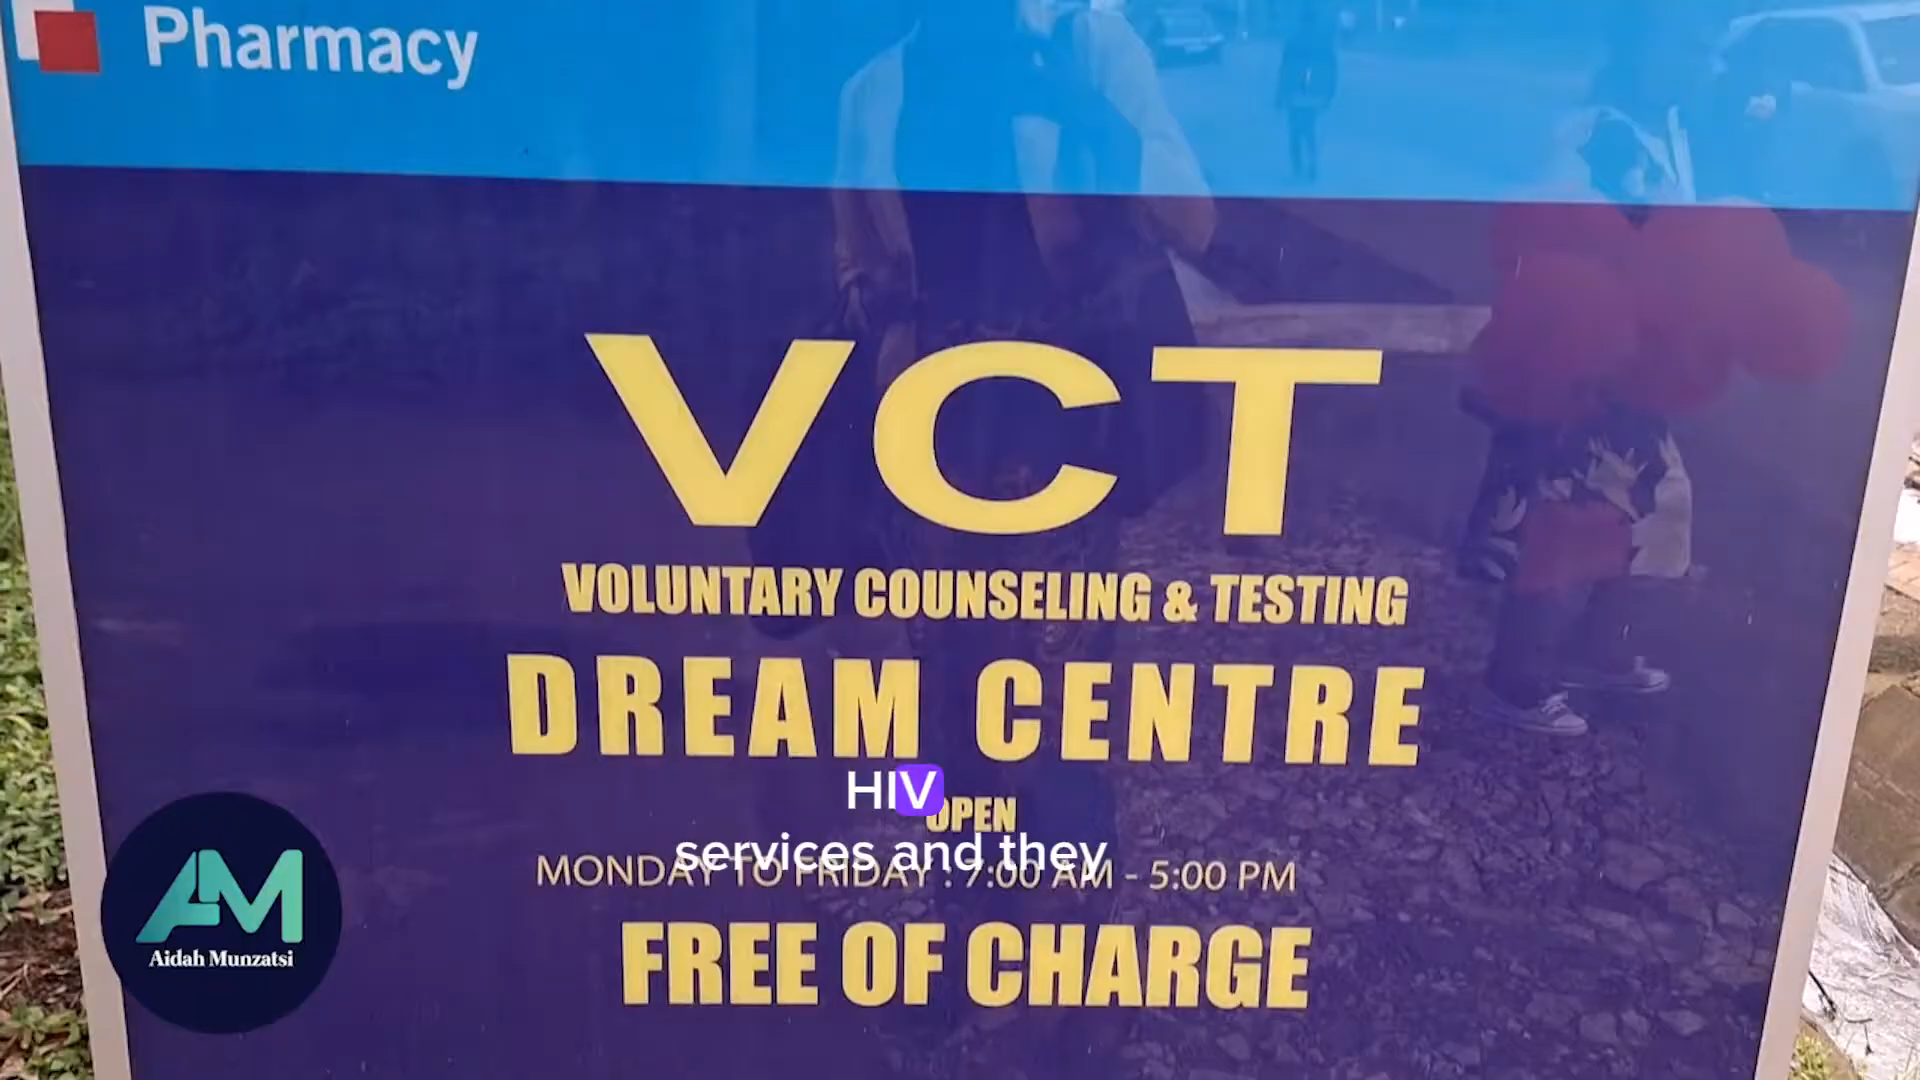 Pharmacy
VCT
VOLUNTARY COUNSELING & TESTING
DREAM CENTRE
HIV
OPEN
services and they
MONDAY TO FRIDAY : 7:00 AM - 5:00 PM
FREE OF CHARGE
AM
Aidah Munzatsi